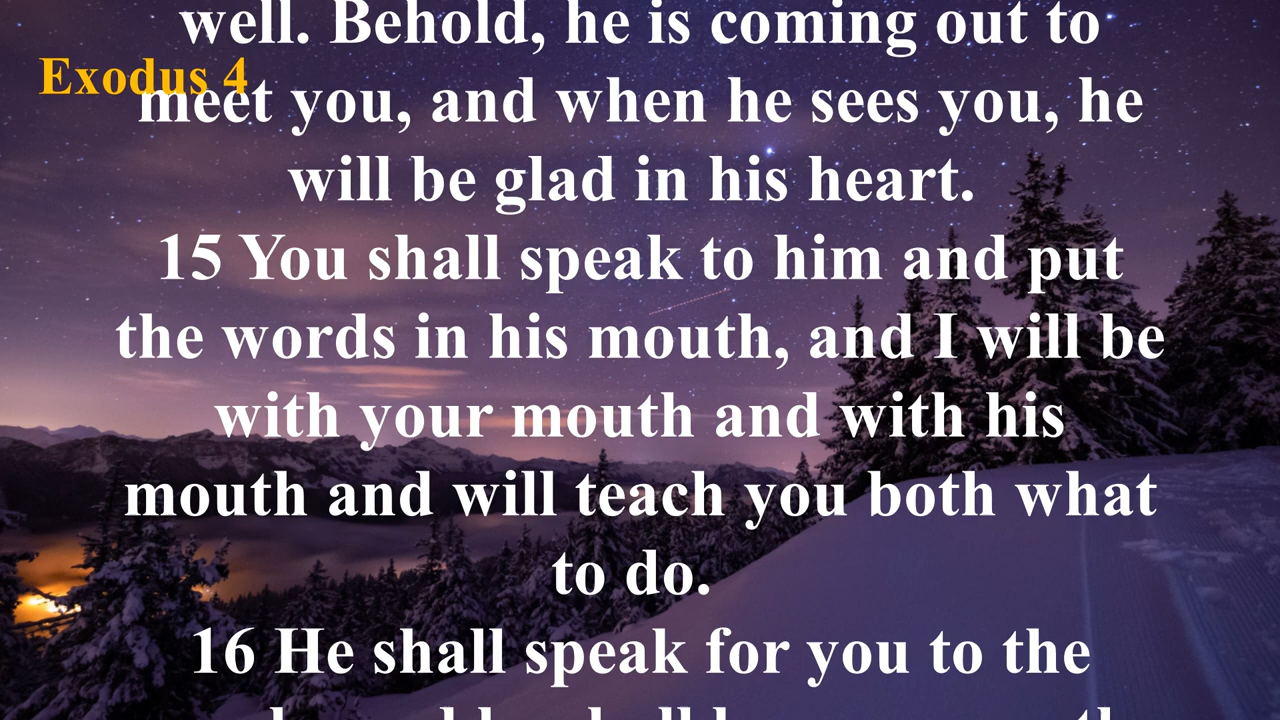 well. Behold, he is coming out to
Exodus 4
meet you, and when he sees you, he
will be glad in his heart.
15 You shall speak to him and put
the words in his mouth, and I will be
with your mouth and with his
mouth and will teach you both what
to do.
16 He shall speak for you to the